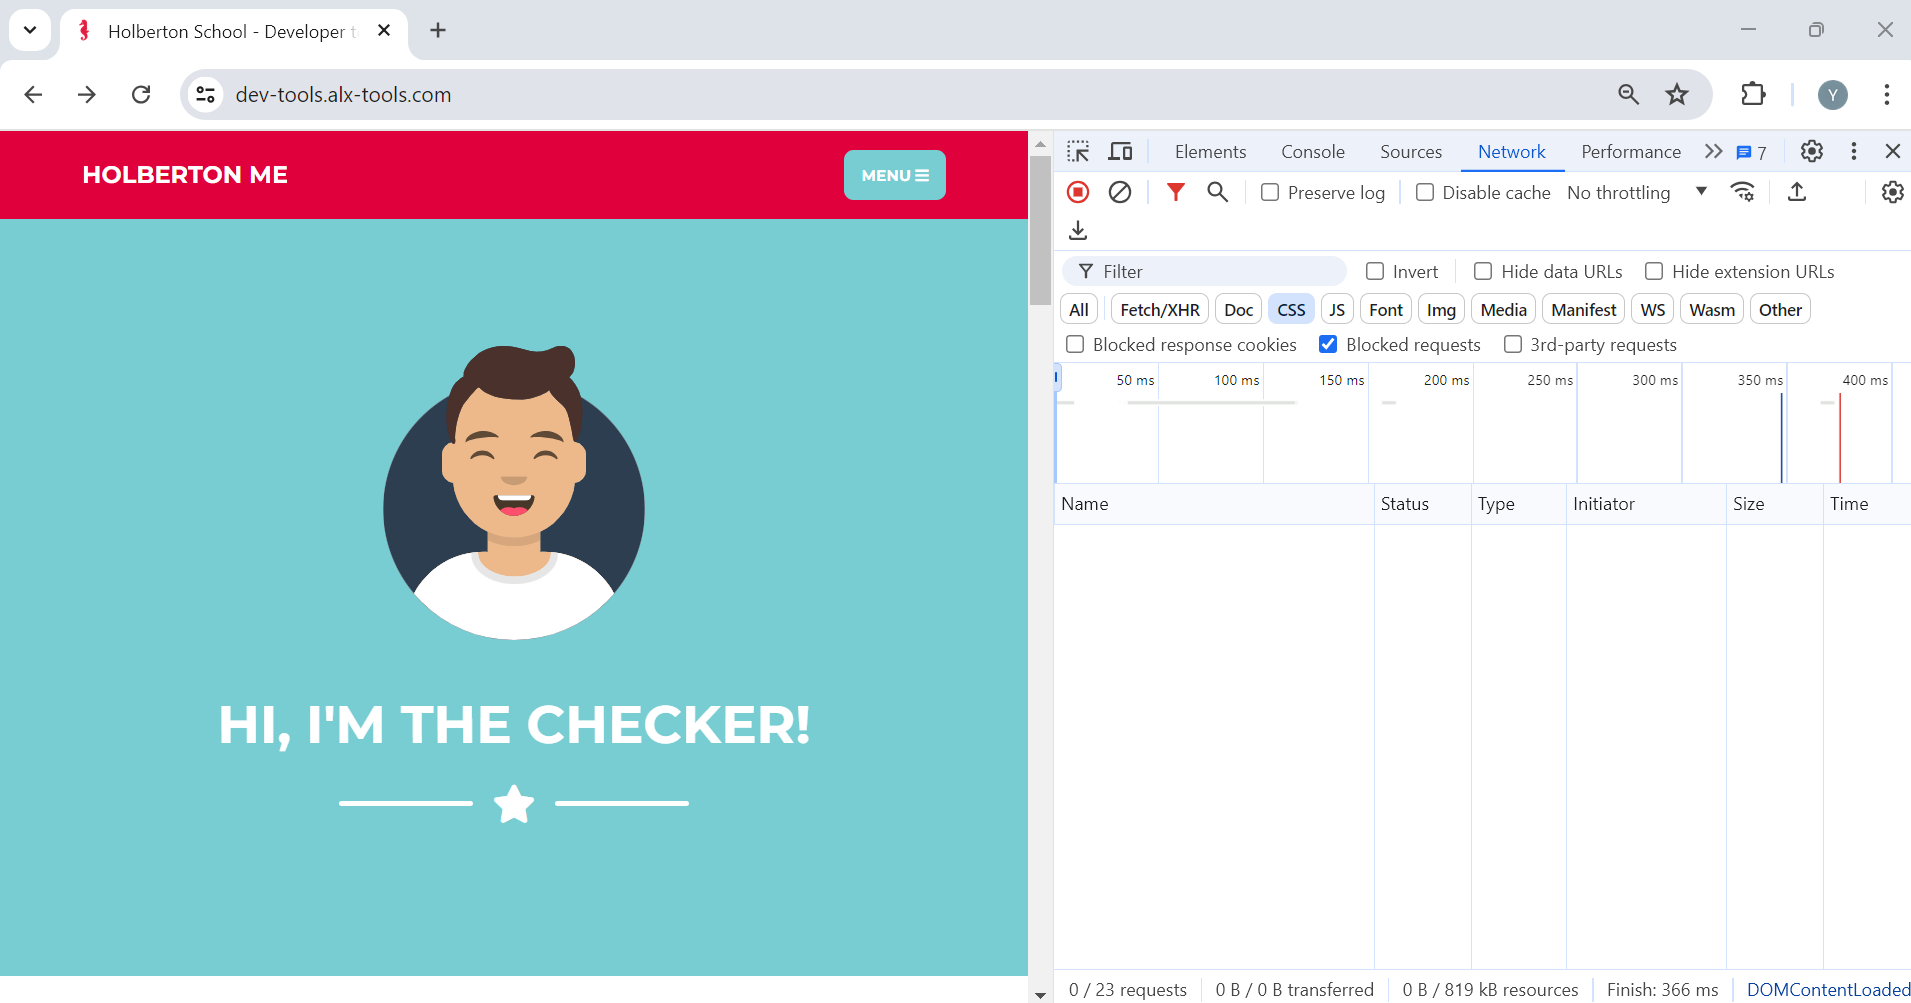 Holberton School - Developer t
dev-tools.alx-tools.com
Y
HOLBERTON ME
MENU
HI, I'M THE CHECKER!
Elements Console Sources Network Performance 7
Preserve log Disable cache No throttling
Filter Invert Hide data URLs Hide extension URLs
All Fetch/XHR Doc CSS JS Font Img Media Manifest WS Wasm Other
Blocked response cookies Blocked requests 3rd-party requests
50 ms 100 ms 150 ms 200 ms 250 ms 300 ms 350 ms 400 ms
Name Status Type Initiator Size Time
0 / 23 requests 0 B / 0 B transferred 0 B / 819 kB resources Finish: 366 ms DOMContentLoaded